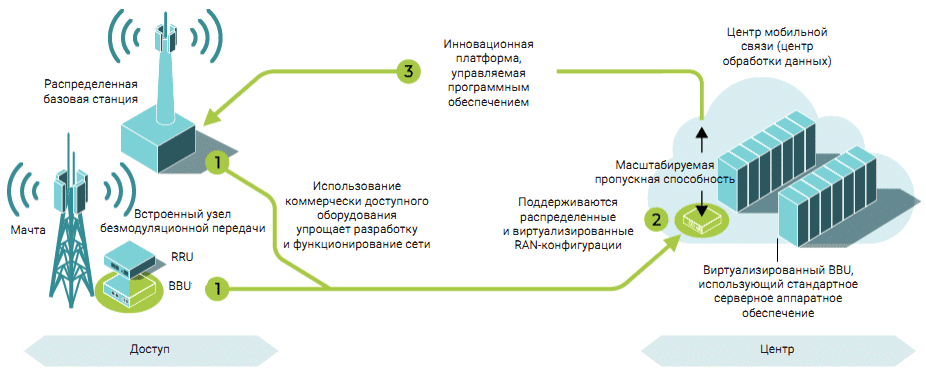 Распределенная
базовая станция
Мачта
Встроенный узел
безмодуляционной передачи
RRU
BBU
1
1
Использование
коммерчески доступного
оборудования
упрощает разработку
и функционирование сети
3
Инновационная
платформа,
управляемая
программным
обеспечением
Центр мобильной
связи (центр
обработки данных)
Масштабируемая
пропускная способность
2
Поддерживаются
распределенные
и виртуализированные
RAN-конфигурации
Виртуализированный BBU,
использующий стандартное
серверное аппаратное
обеспечение
Доступ
Центр